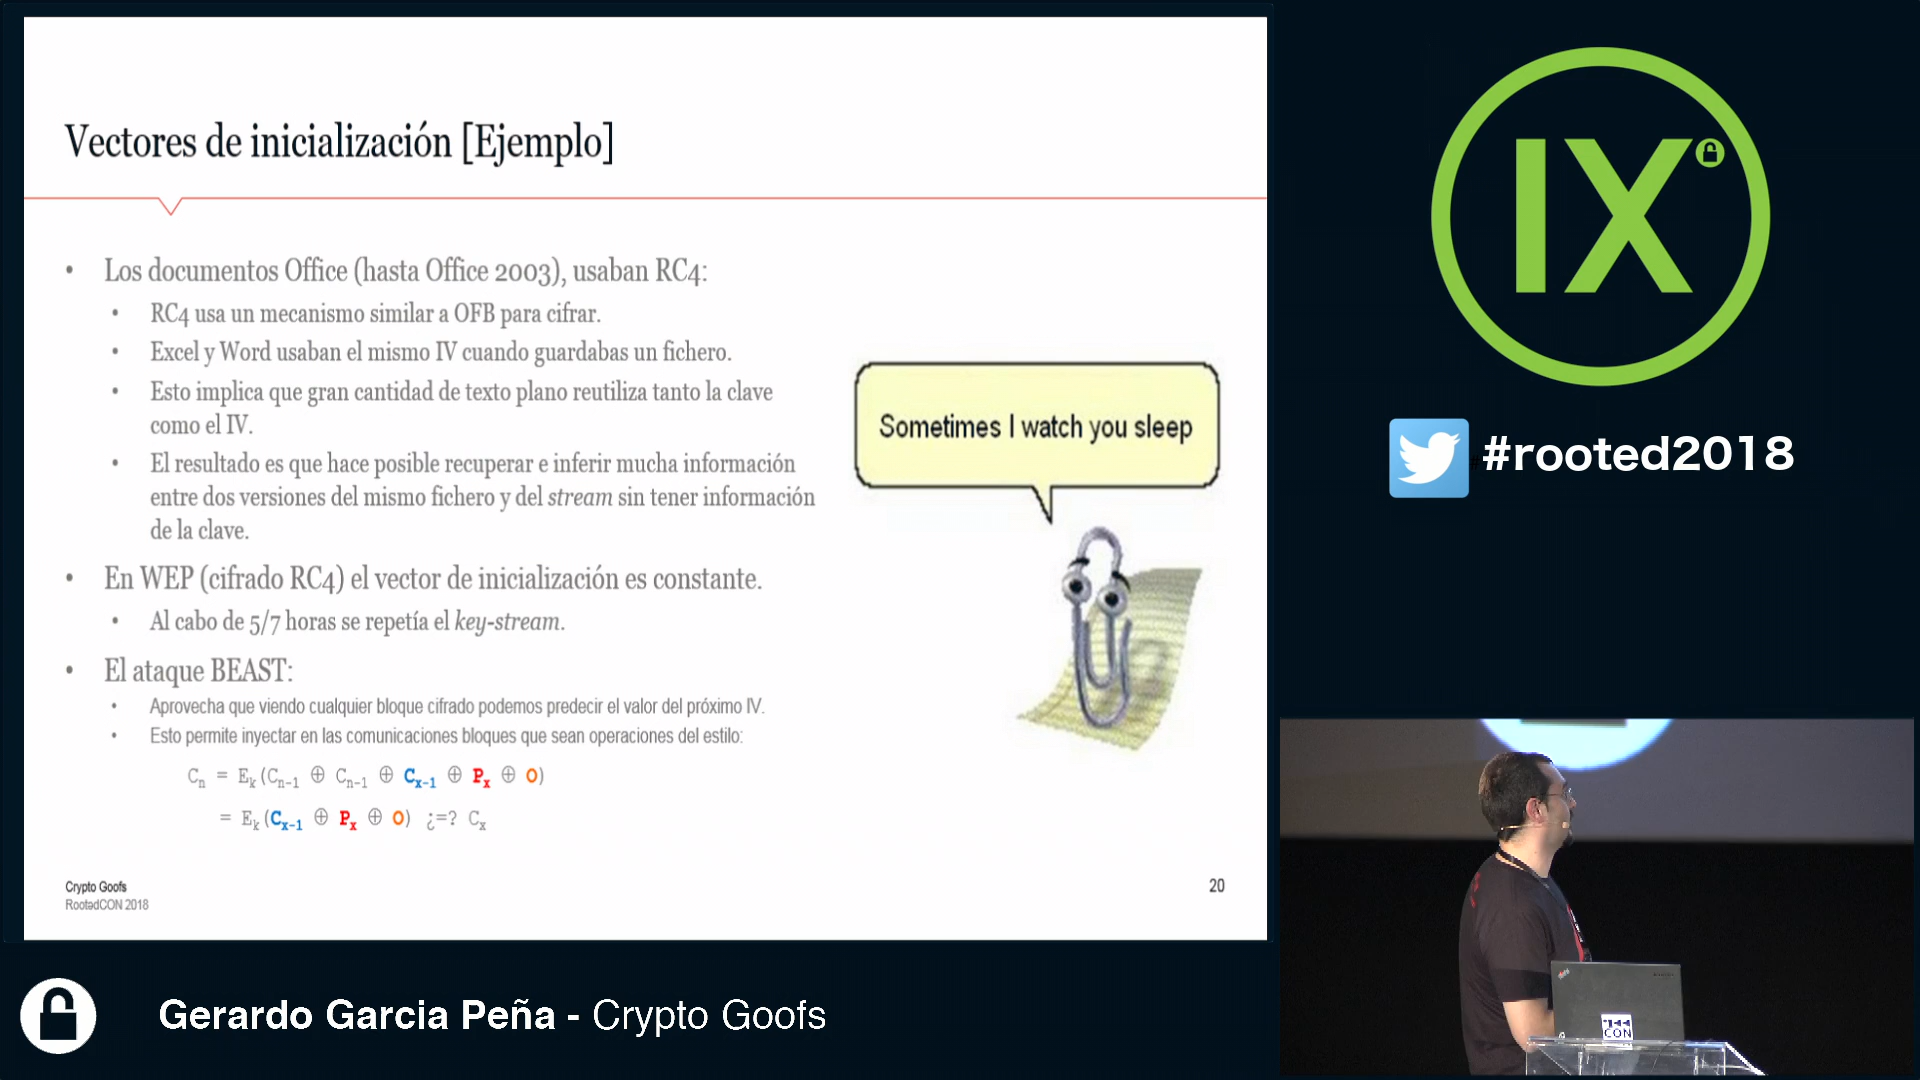 Vectores de inicialización [Ejemplo]
• Los documentos Office (hasta Office 2003), usaban RC4:
• RC4 usa un mecanismo similar a OFB para cifrar.
• Excel y Word usaban el mismo IV cuando guardabas un fichero.
• Esto implica que gran cantidad de texto plano reutiliza tanto la clave
como el IV.
• El resultado es que hace posible recuperar e inferir mucha información
entre dos versiones del mismo fichero y del stream sin tener información
de la clave.
• En WEP (cifrado RC4) el vector de inicialización es constante.
• Al cabo de 5/7 horas se repetía el key-stream.
• El ataque BEAST:
• Aprovecha que viendo cualquier bloque cifrado podemos predecir el valor del próximo IV.
• Esto permite inyectar en las comunicaciones bloques que sean operaciones del estilo:
Cn = Ek(Cn-1 ⊕ Cn-1 ⊕ Cx-1 ⊕ Px ⊕ O)
= Ek(Cx-1 ⊕ Px ⊕ O) ¿=? Cx
Sometimes I watch you sleep
Crypto Goofs
RootedCON 2018
20
IX
#rooted2018
CON
Gerardo Garcia Peña - Crypto Goofs